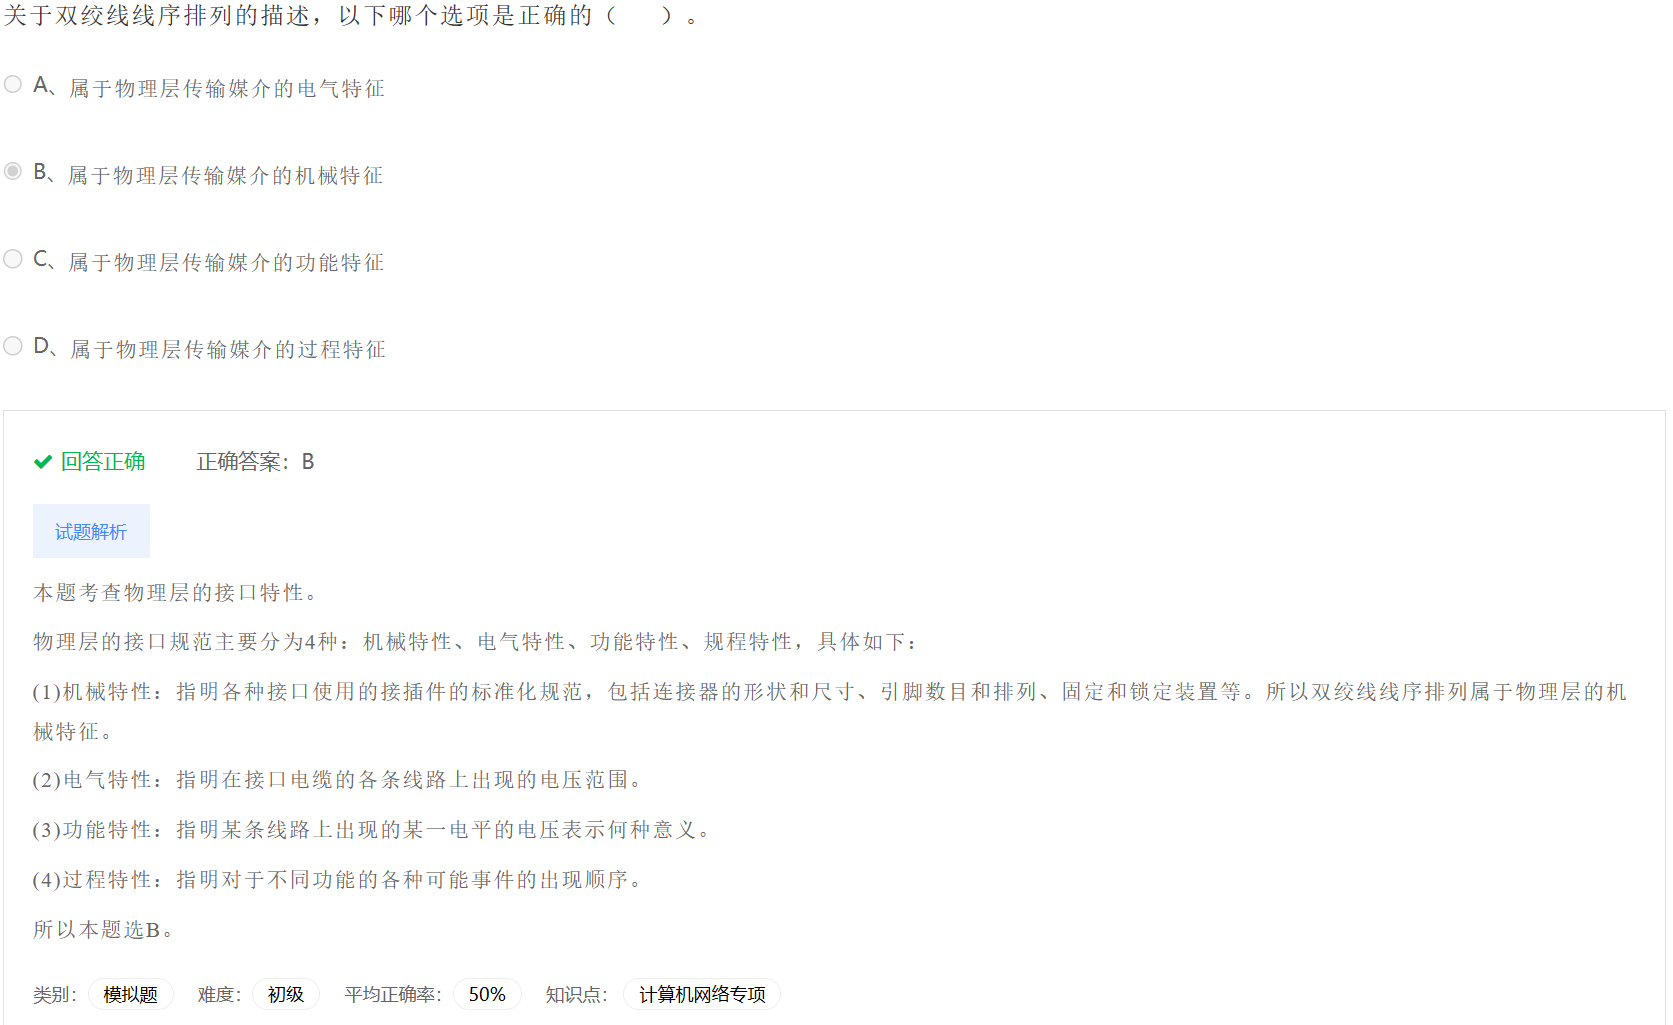 关于双绞线线序排列的描述，以下哪个选项是正确的（　　）。
A、属于物理层传输媒介的电气特征
B、属于物理层传输媒介的机械特征
C、属于物理层传输媒介的功能特征
D、属于物理层传输媒介的过程特征
回答正确 正确答案：B
试题解析
本题考查物理层的接口特性。
物理层的接口规范主要分为4种：机械特性、电气特性、功能特性、规程特性，具体如下：
(1)机械特性：指明各种接口使用的接插件的标准化规范，包括连接器的形状和尺寸、引脚数目和排列、固定和锁定装置等。所以双绞线线序排列属于物理层的机
械特征。
(2)电气特性：指明在接口电缆的各条线路上出现的电压范围。
(3)功能特性：指明某条线路上出现的某一电平的电压表示何种意义。
(4)过程特性：指明对于不同功能的各种可能事件的出现顺序。
所以本题选B。
类别： 模拟题 难度： 初级 平均正确率： 50% 知识点： 计算机网络专项